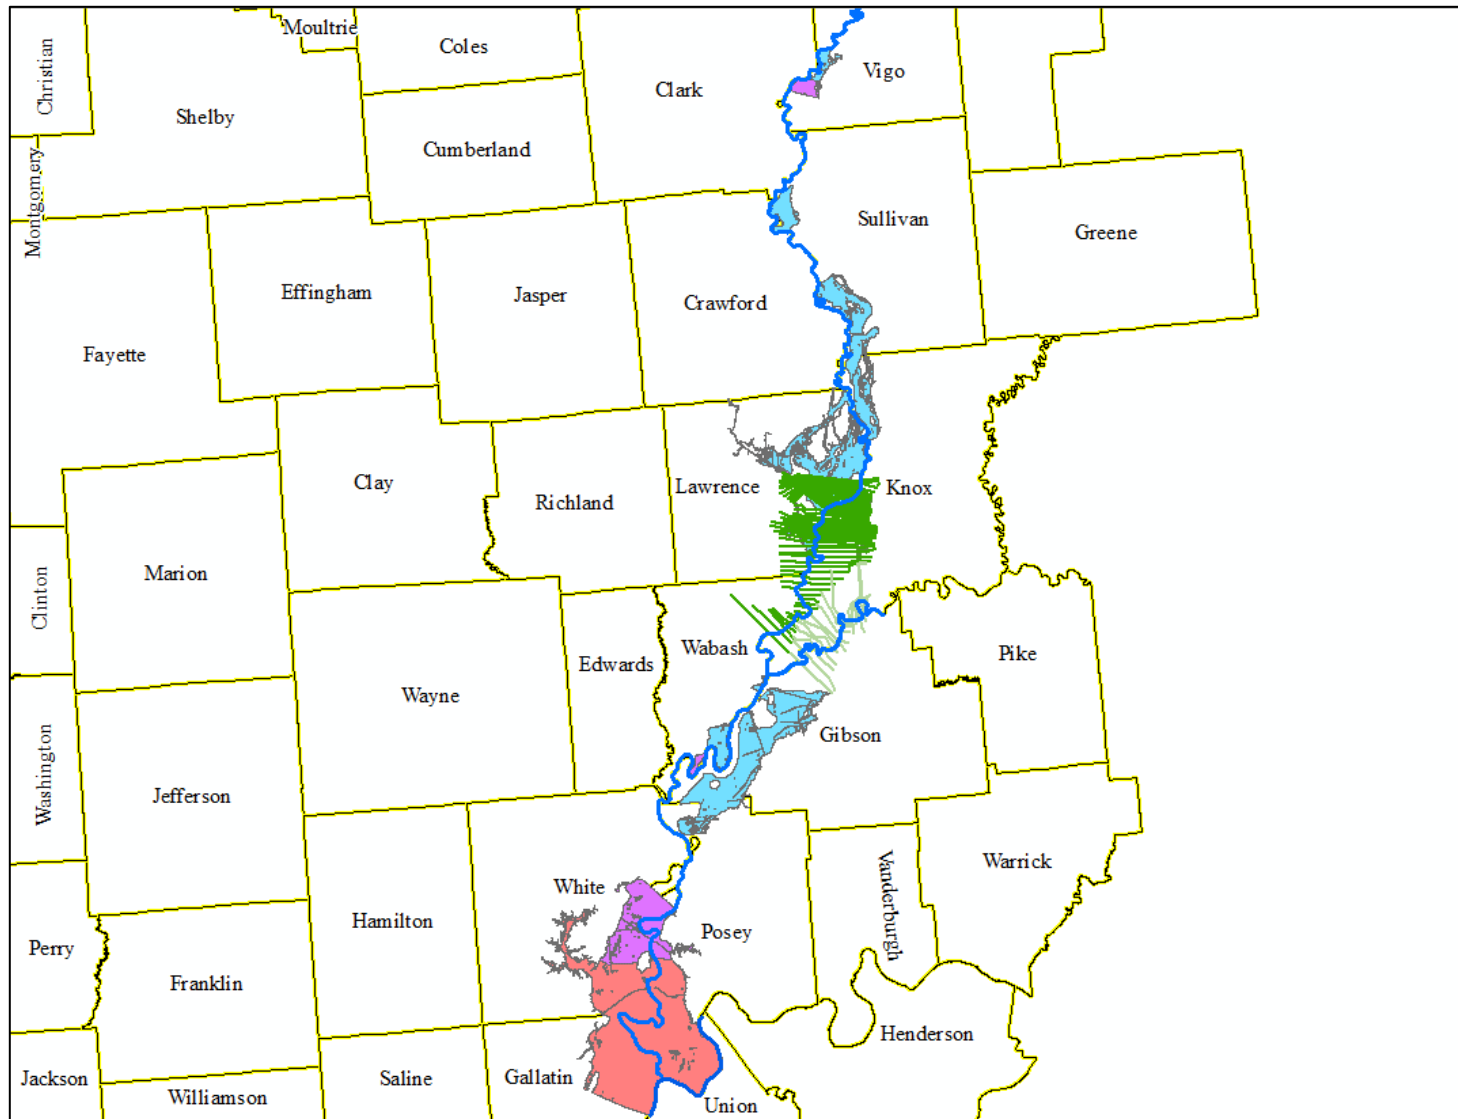 Moultrie
Coles
Christian
Vigo
Clark
Shelby
Cumberland
Montgomery
Sullivan
Greene
Effingham
Jasper
Crawford
Fayette
Clay
Lawrence
Knox
Richland
Marion
Clinton
Wabash
Pike
Edwards
Wayne
Gibson
Washington
Jefferson
Warrick
White
Vanderburgh
Hamilton
Posey
Perry
Franklin
Henderson
Jackson
Saline
Gallatin
Williamson
Union